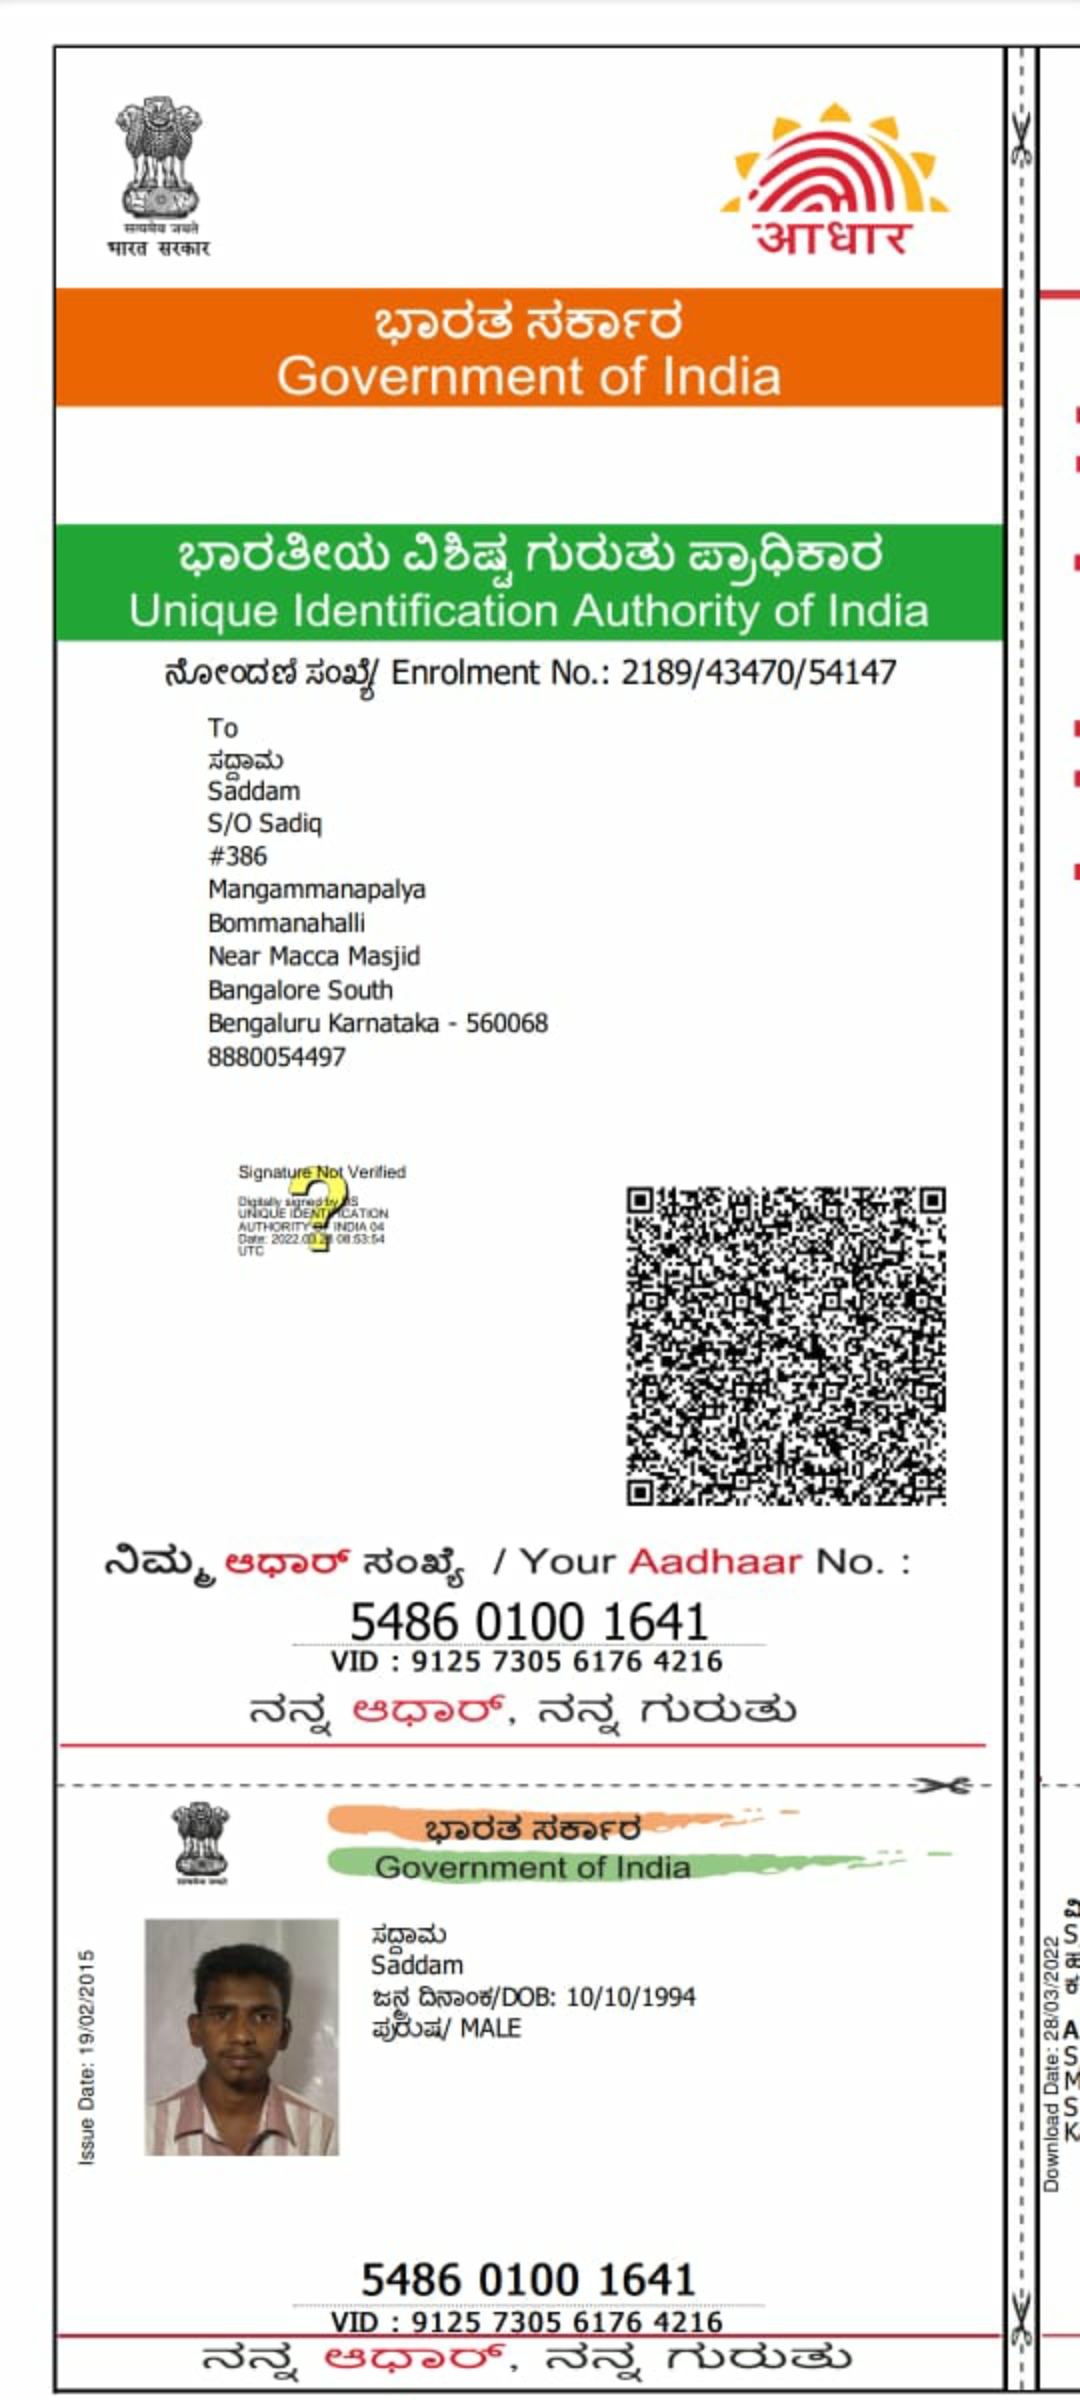 सत्यमेव जयते
भारत सरकार
आधार
ಭಾರತ ಸರ್ಕಾರ
Government of India
ಭಾರತೀಯ ವಿಶಿಷ್ಟ ಗುರುತು ಪ್ರಾಧಿಕಾರ
Unique Identification Authority of India
ನೋಂದಣಿ ಸಂಖ್ಯೆ/ Enrolment No.: 2189/43470/54147
To
ಸದ್ದಾಮ
Saddam
S/O Sadiq
#386
Mangammanapalya
Bommanahalli
Near Macca Masjid
Bangalore South
Bengaluru Karnataka - 560068
8880054497
Signature Not Verified
Digitally signed by DS
UNIQUE IDENTIFICATION
AUTHORITY OF INDIA 04
Date: 2022.03.28 08:53:54
UTC
ನಿಮ್ಮ ಆಧಾರ್ ಸಂಖ್ಯೆ / Your Aadhaar No. :
5486 0100 1641
VID : 9125 7305 6176 4216
ನನ್ನ ಆಧಾರ್, ನನ್ನ ಗುರುತು
ಭಾರತ ಸರ್ಕಾರ
Government of India
सत्यमेव जयते
Issue Date: 19/02/2015
ಸದ್ದಾಮ
Saddam
ಜನ್ಮ ದಿನಾಂಕ/DOB: 10/10/1994
ಪುರುಷ/ MALE
5486 0100 1641
VID : 9125 7305 6176 4216
ನನ್ನ ಆಧಾರ್, ನನ್ನ ಗುರುತು
Download Date: 28/03/2022